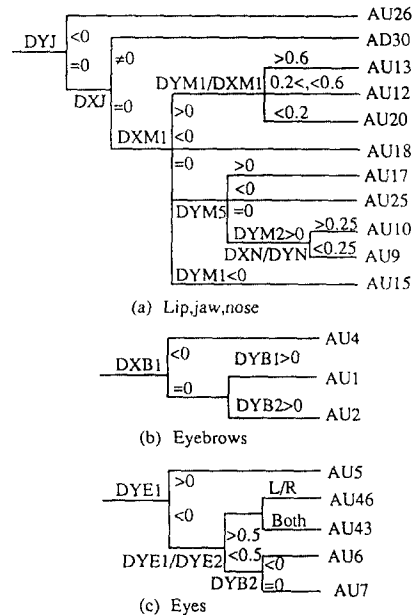 AU26
DYJ <0
AD30
=0 ≠0
>0.6 AU13
DXJ
DYM1/DXM1 0.2<,<0.6 AU12
=0
>0 <0.2 AU20
DXM1
<0 AU18
=0 >0 AU17
<0 AU25
DYM5 =0
DYM2>0 >0.25 AU10
DXN/DYN <0.25 AU9
DYM1<0 AU15
(a) Lip,jaw,nose
AU4
DXB1 <0 DYB1>0
=0 AU1
DYB2>0
AU2
(b) Eyebrows
AU5
DYE1 >0 L/R
<0 AU46
Both
>0.5 AU43
DYE1/DYE2 <0.5 AU6
<0
DYB2 =0 AU7
(c) Eyes